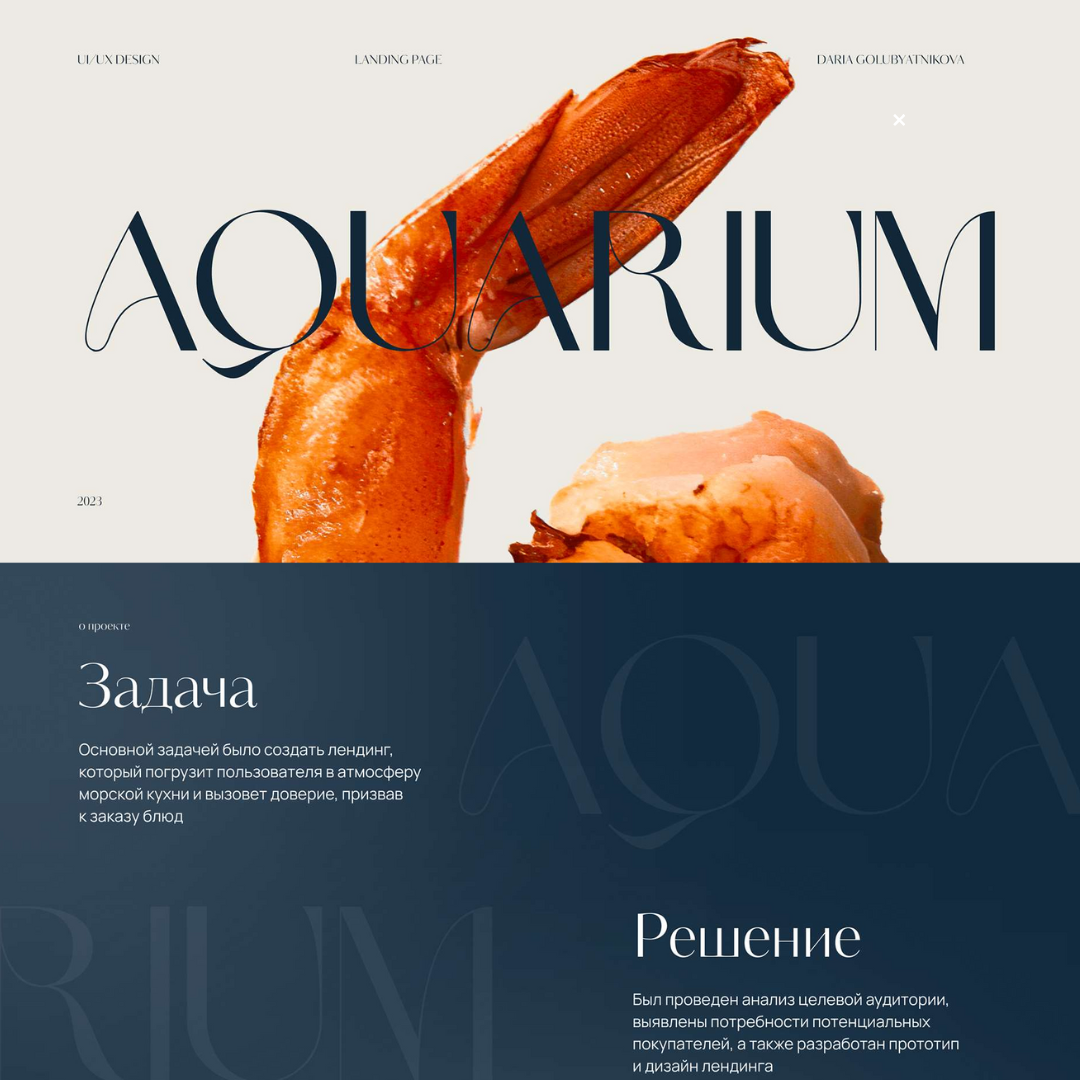 UI/UX DESIGN
LANDING PAGE
DARIA GOLUBYATNIKOVA
AQUARIUM
2023
о проекте
Задача
Основной задачей было создать лендинг,
который погрузит пользователя в атмосферу
морской кухни и вызовет доверие, призвав
к заказу блюд
AQUA
RIUM
Решение
Был проведен анализ целевой аудитории,
выявлены потребности потенциальных
покупателей, а также разработан прототип
и дизайн лендинга